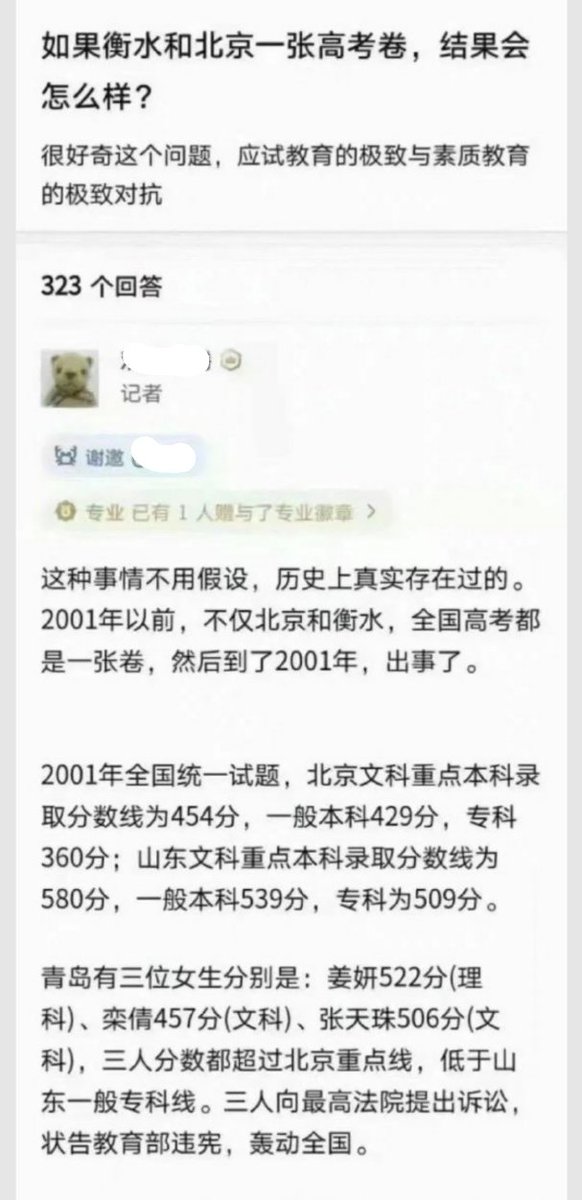 如果衡水和北京一张高考卷，结果会
怎么样？
很好奇这个问题，应试教育的极致与素质教育
的极致对抗
323 个回答
记者
谢邀
专业 已有 1 人赠与了专业徽章 >
这种事情不用假设，历史上真实存在过的。
2001年以前，不仅北京和衡水，全国高考都
是一张卷，然后到了2001年，出事了。
2001年全国统一试题，北京文科重点本科录
取分数线为454分，一般本科429分，专科
360分；山东文科重点本科录取分数线为
580分，一般本科539分，专科为509分。
青岛有三位女生分别是：姜妍522分(理
科)、栾倩457分(文科)、张天珠506分(文
科)，三人分数都超过北京重点线，低于山
东一般专科线。三人向最高法院提出诉讼，
状告教育部违宪，轰动全国。